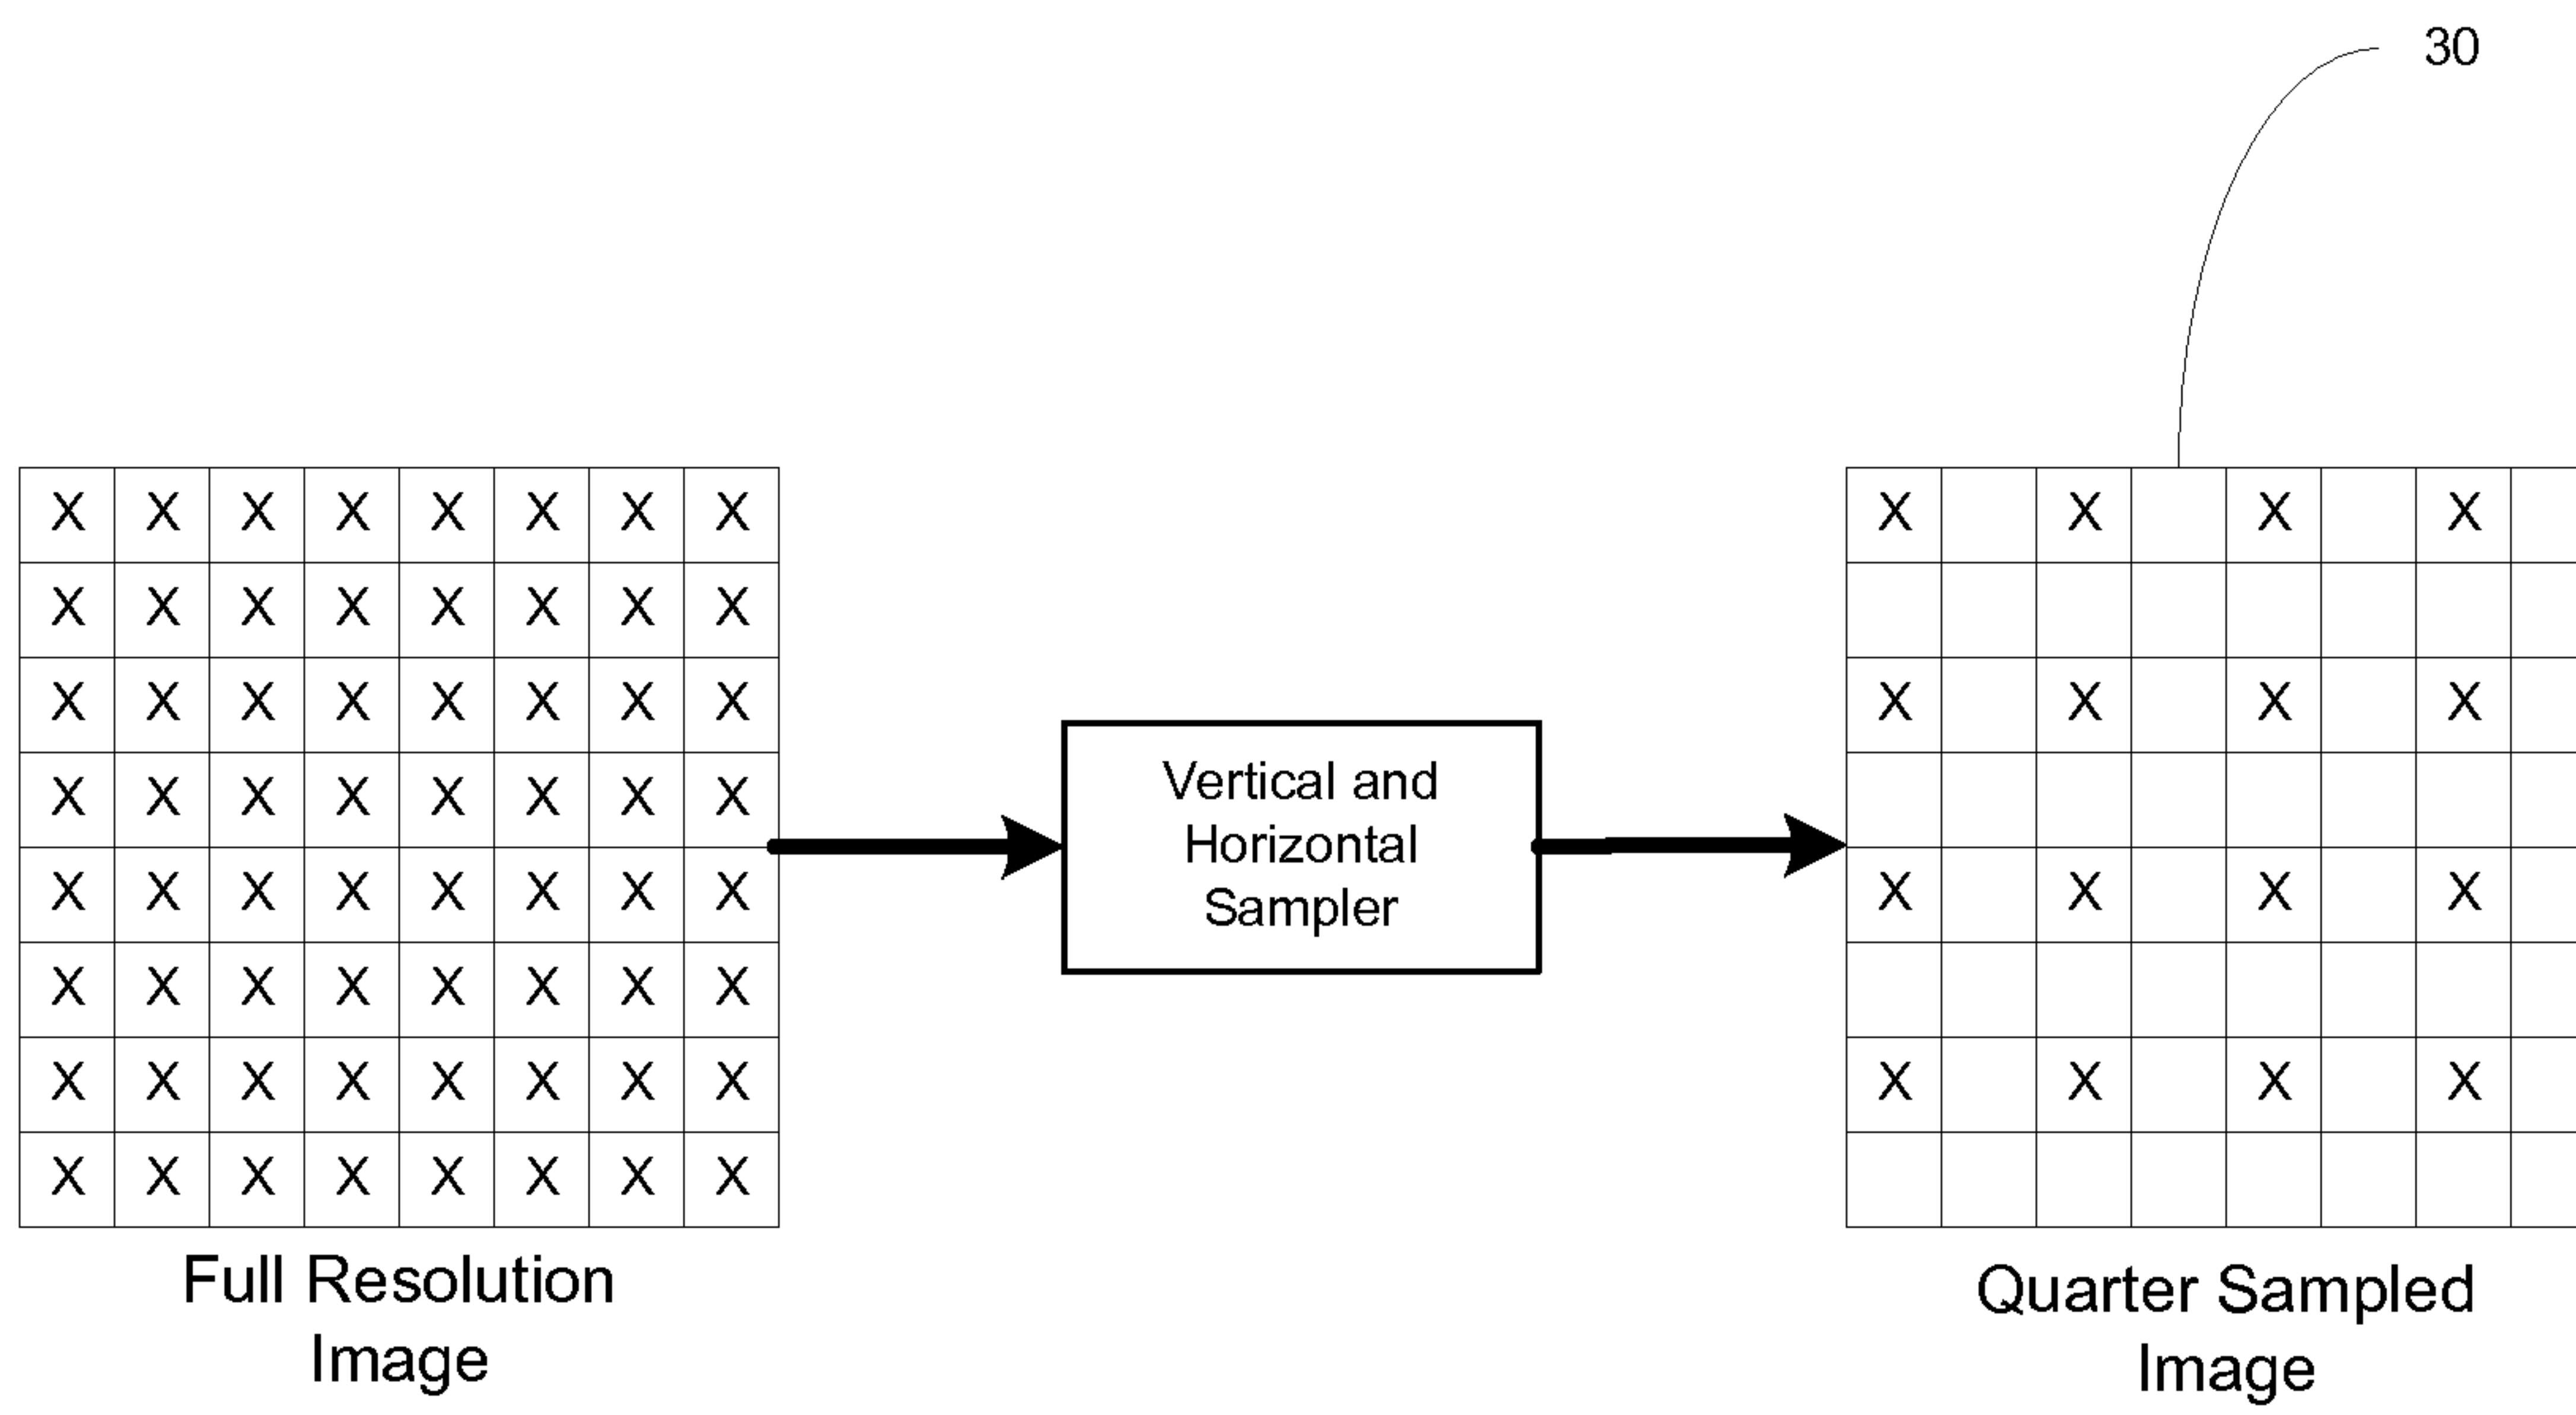 30
X X X X X X X X
X X X X X X X X
X X X X X X X X
X X X X X X X X
X X X X X X X X
X X X X X X X X
X X X X X X X X
X X X X X X X X
Full Resolution
Image
Vertical and
Horizontal
Sampler
X X X X
X X X X
X X X X
X X X X
Quarter Sampled
Image